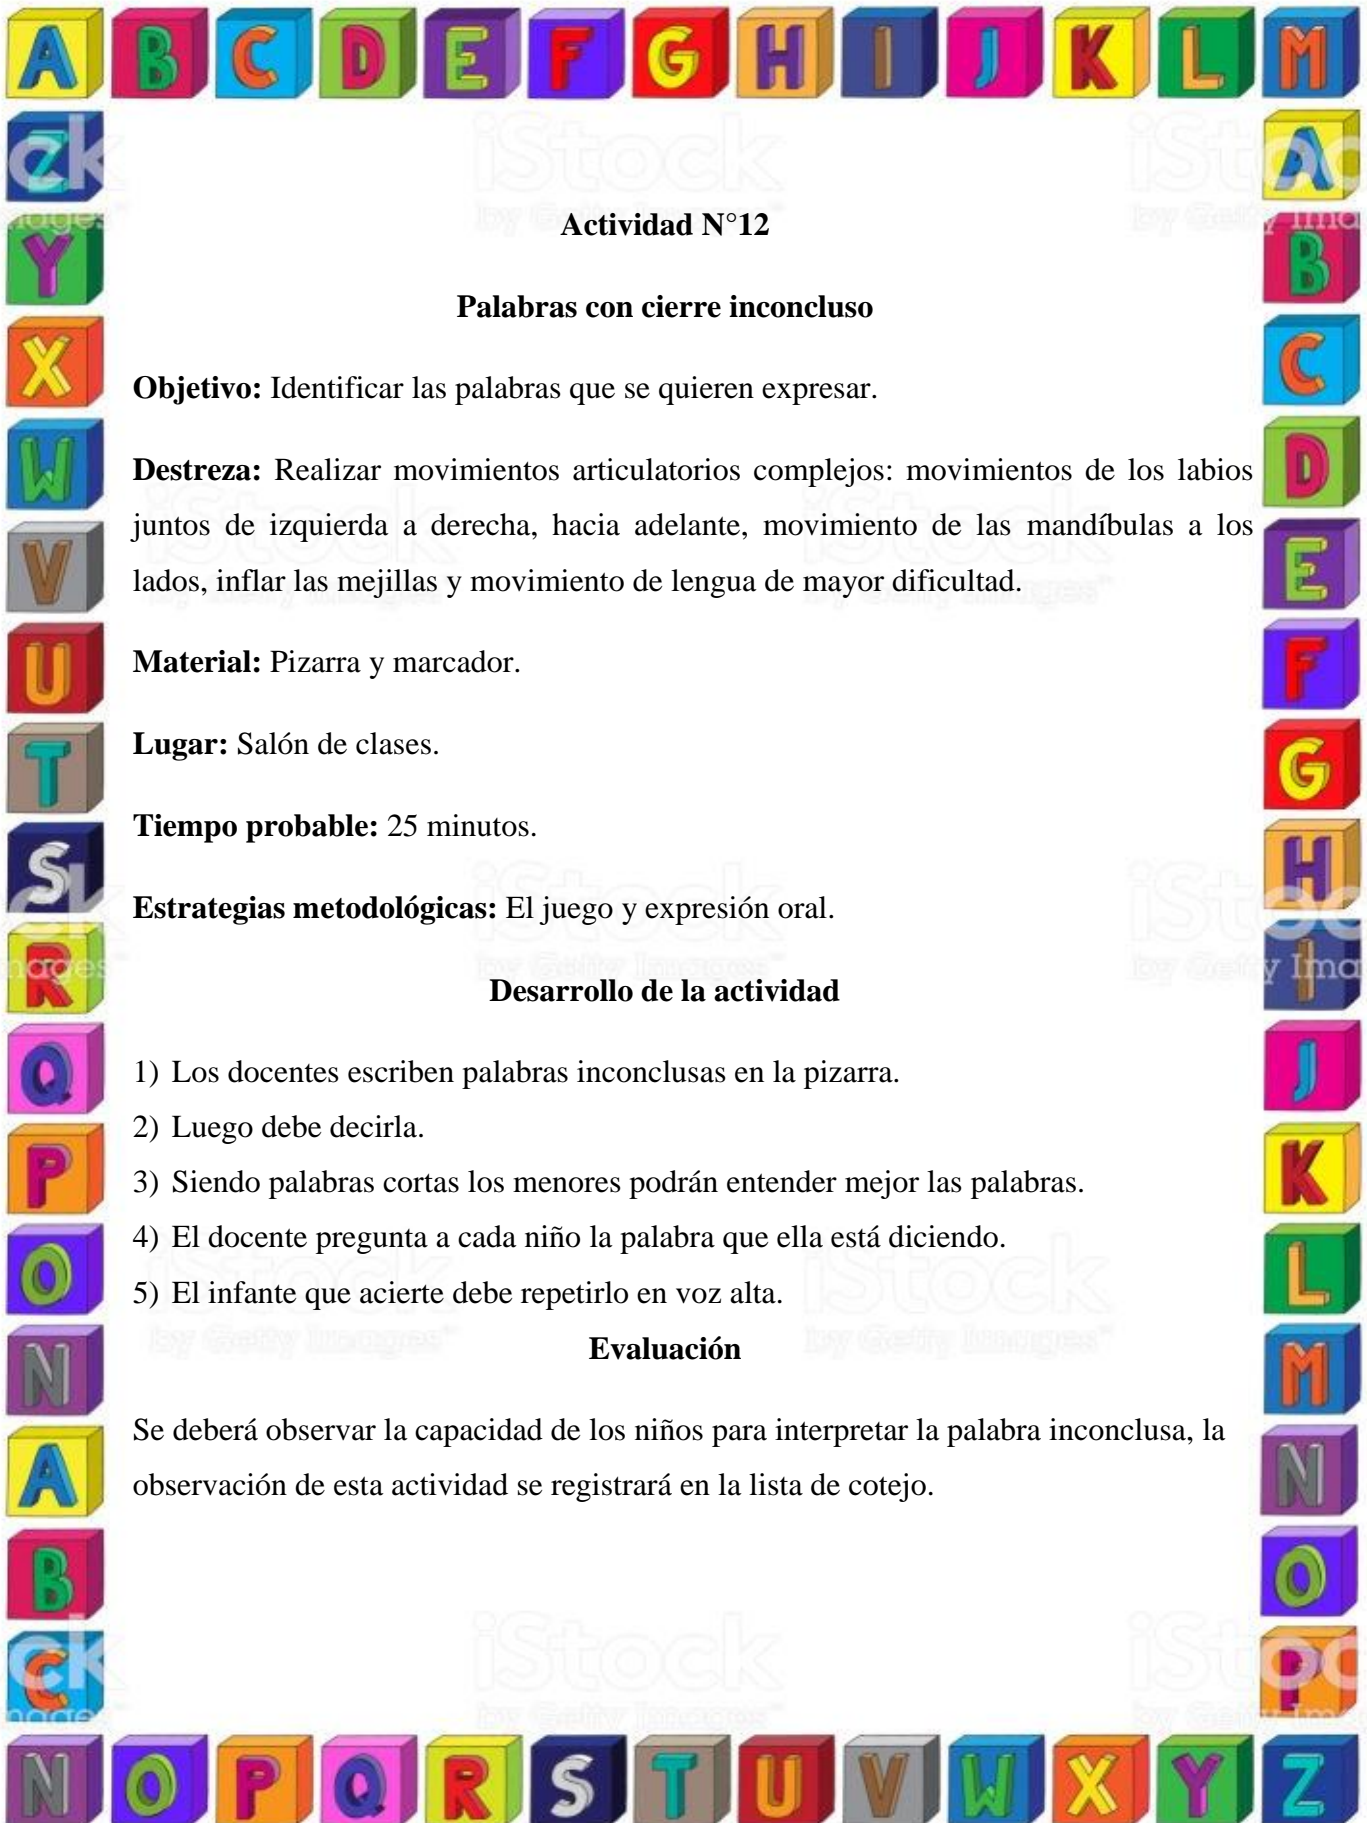 A B C D E F G H I J K L M
Z
Y
X
W
V
U
T
S
R
Q
P
O
N
A
B
C
Actividad N°12
Palabras con cierre inconcluso
Objetivo: Identificar las palabras que se quieren expresar.
Destreza: Realizar movimientos articulatorios complejos: movimientos de los labios
juntos de izquierda a derecha, hacia adelante, movimiento de las mandíbulas a los
lados, inflar las mejillas y movimiento de lengua de mayor dificultad.
Material: Pizarra y marcador.
Lugar: Salón de clases.
Tiempo probable: 25 minutos.
Estrategias metodológicas: El juego y expresión oral.
Desarrollo de la actividad
1) Los docentes escriben palabras inconclusas en la pizarra.
2) Luego debe decirla.
3) Siendo palabras cortas los menores podrán entender mejor las palabras.
4) El docente pregunta a cada niño la palabra que ella está diciendo.
5) El infante que acierte debe repetirlo en voz alta.
Evaluación
Se deberá observar la capacidad de los niños para interpretar la palabra inconclusa, la
observación de esta actividad se registrará en la lista de cotejo.
A
B
C
D
E
F
G
H
I
J
K
L
M
N
O
P
N O P Q R S T U V W X Y Z
iStock
by Getty Images™